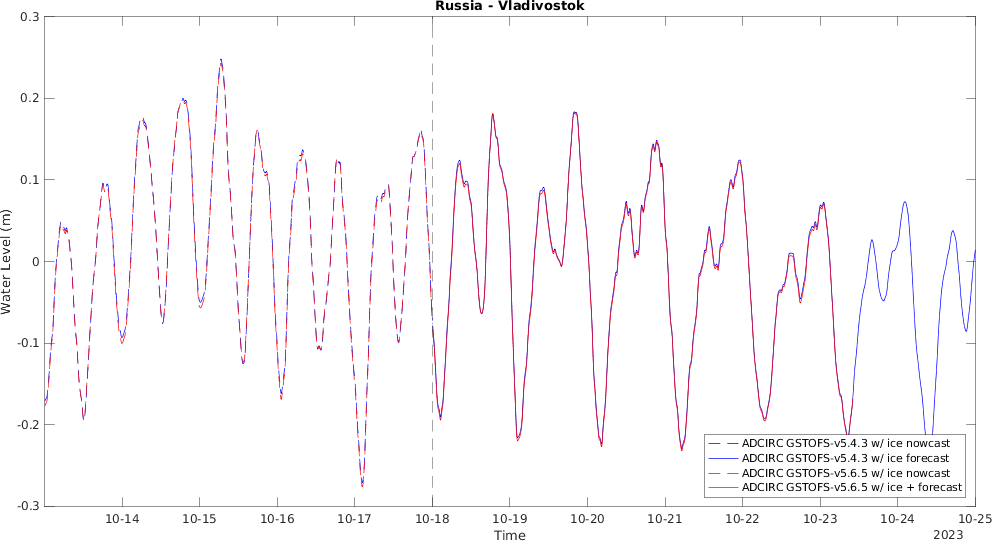 Russia - Vladivostok
0.3
0.2
0.1
0
-0.1
-0.2
-0.3
Water Level (m)
ADCIRC GSTOFS-v5.4.3 w/ ice nowcast
ADCIRC GSTOFS-v5.4.3 w/ ice forecast
ADCIRC GSTOFS-v5.6.5 w/ ice nowcast
ADCIRC GSTOFS-v5.6.5 w/ ice + forecast
10-14 10-15 10-16 10-17 10-18 10-19 10-20 10-21 10-22 10-23 10-24 10-25
Time
2023